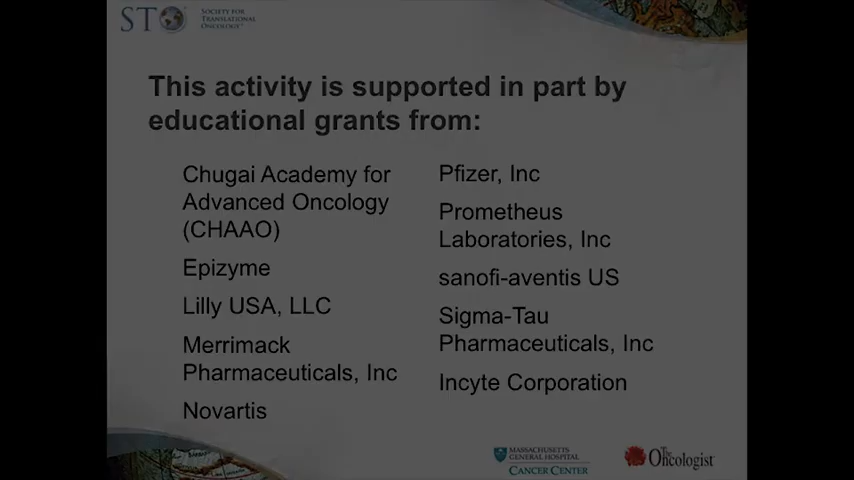 STO
SOCIETY FOR
TRANSLATIONAL
ONCOLOGY
This activity is supported in part by
educational grants from:
Chugai Academy for
Advanced Oncology
(CHAAO)
Epizyme
Lilly USA, LLC
Merrimack
Pharmaceuticals, Inc
Novartis
Pfizer, Inc
Prometheus
Laboratories, Inc
sanofi-aventis US
Sigma-Tau
Pharmaceuticals, Inc
Incyte Corporation
MASSACHUSETTS
GENERAL HOSPITAL
CANCER CENTER
The
Oncologist